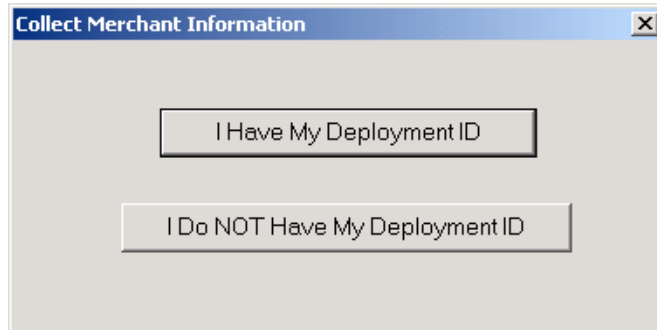 Collect Merchant Information
I Have My Deployment ID
I Do NOT Have My Deployment ID